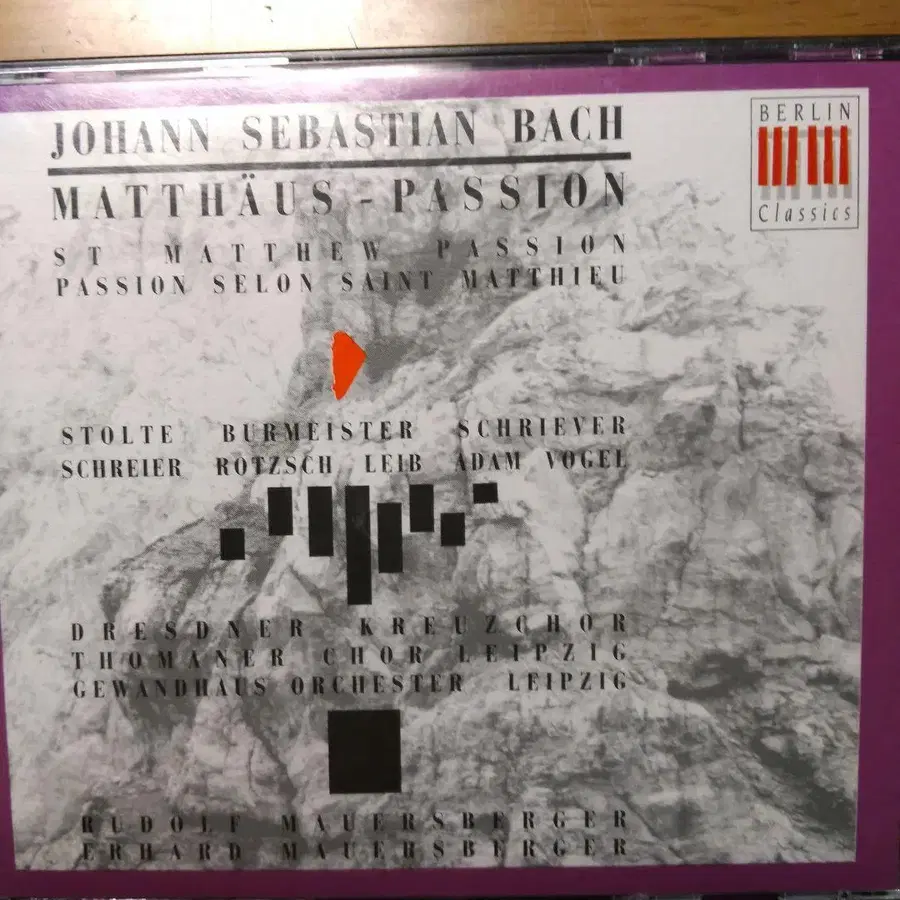 JOHANN SEBASTIAN BACH
MATTHÄUS - PASSION
ST MATTHEW PASSION
PASSION SELON SAINT MATTHIEU
BERLIN
Classics
STOLTE BURMEISTER SCHRIEVER
SCHREIER ROTZSCH LEIB ADAM VOGEL
DRESDNER KREUZCHOR
THOMANER CHOR LEIPZIG
GEWANDHAUS ORCHESTER LEIPZIG
RUDOLF MAUERSBERGER
ERHARD MAUERSBERGER